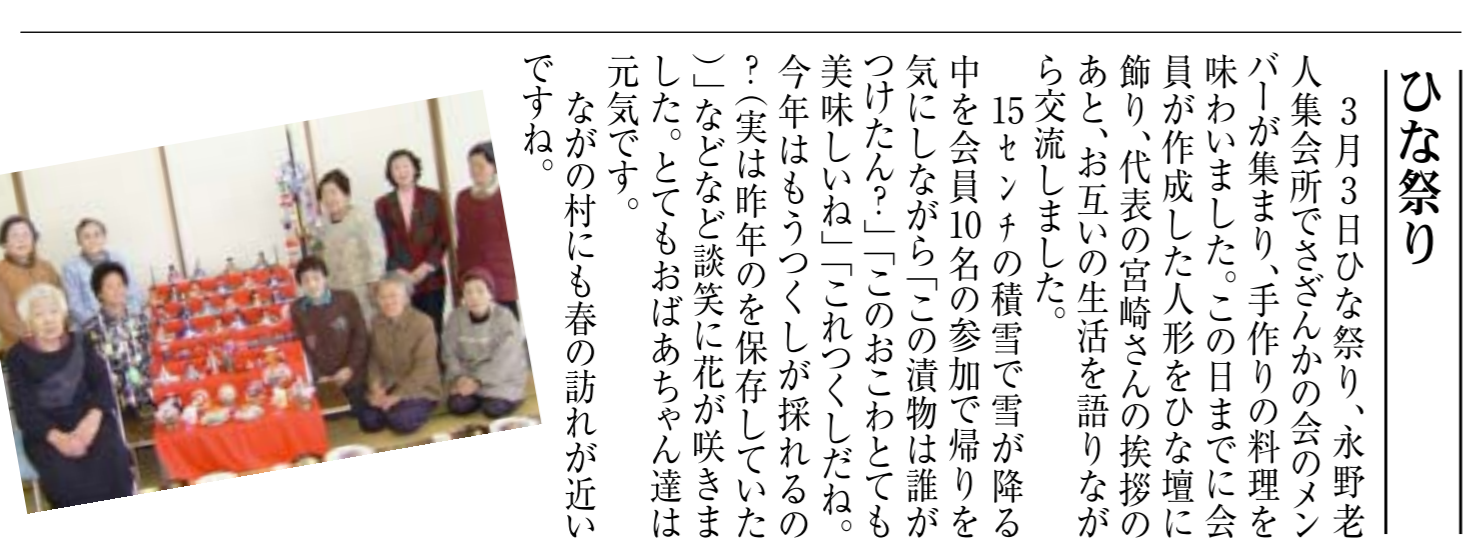 ひな祭り
３月３日ひな祭り、永野老
人集会所でさざんかの会のメン
バーが集まり、手作りの料理を
味わいました。この日までに会
員が作成した人形をひな壇に
飾り、代表の宮崎さんの挨拶の
あと、お互いの生活を語りなが
ら交流しました。
15センチの積雪で雪が降る
中を会員10名の参加で帰りを
気にしながら「この漬物は誰が
つけたん？」「このおこわとても
美味しいね」「これつくしだね。
今年はもうつくしが採れるの
？（実は昨年のを保存していた
）」などなど談笑に花が咲きま
した。とてもおばあちゃん達は
元気です。
ながの村にも春の訪れが近い
ですね。